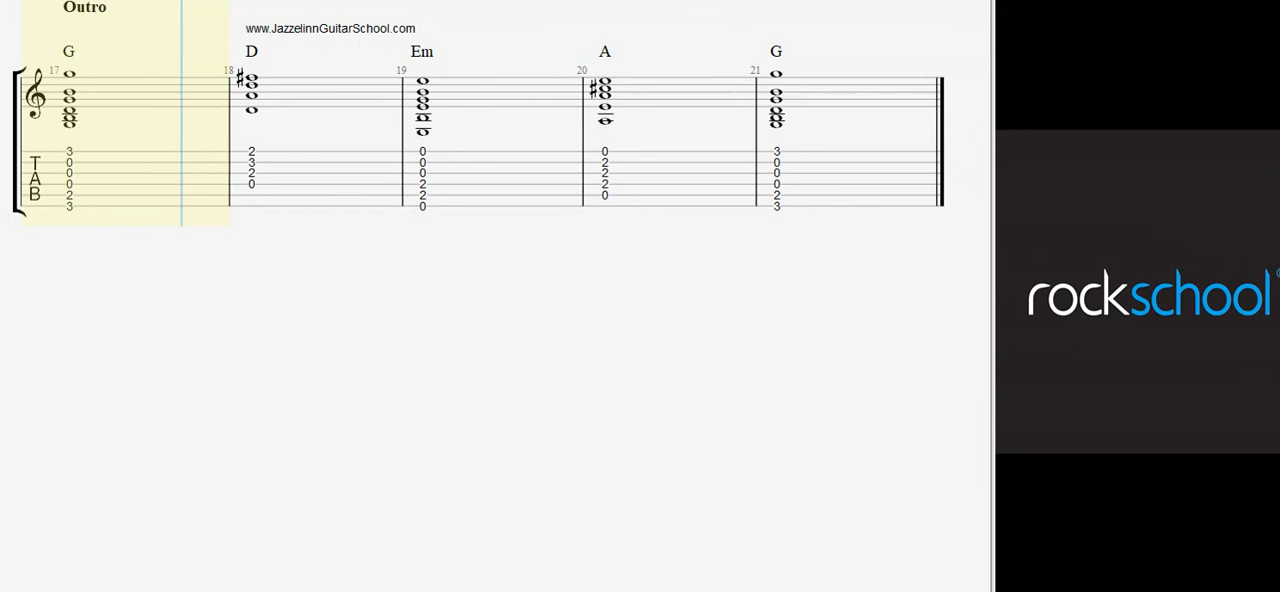 Outro
www.JazzelinnGuitarSchool.com
G D Em A G
17 18 19 20 21
3 2 0 0 3
T 0 3 0 2 0
A 0 2 0 2 0
0 0 2 2 0
B 2 2 0 2
3 0 3
rockschool